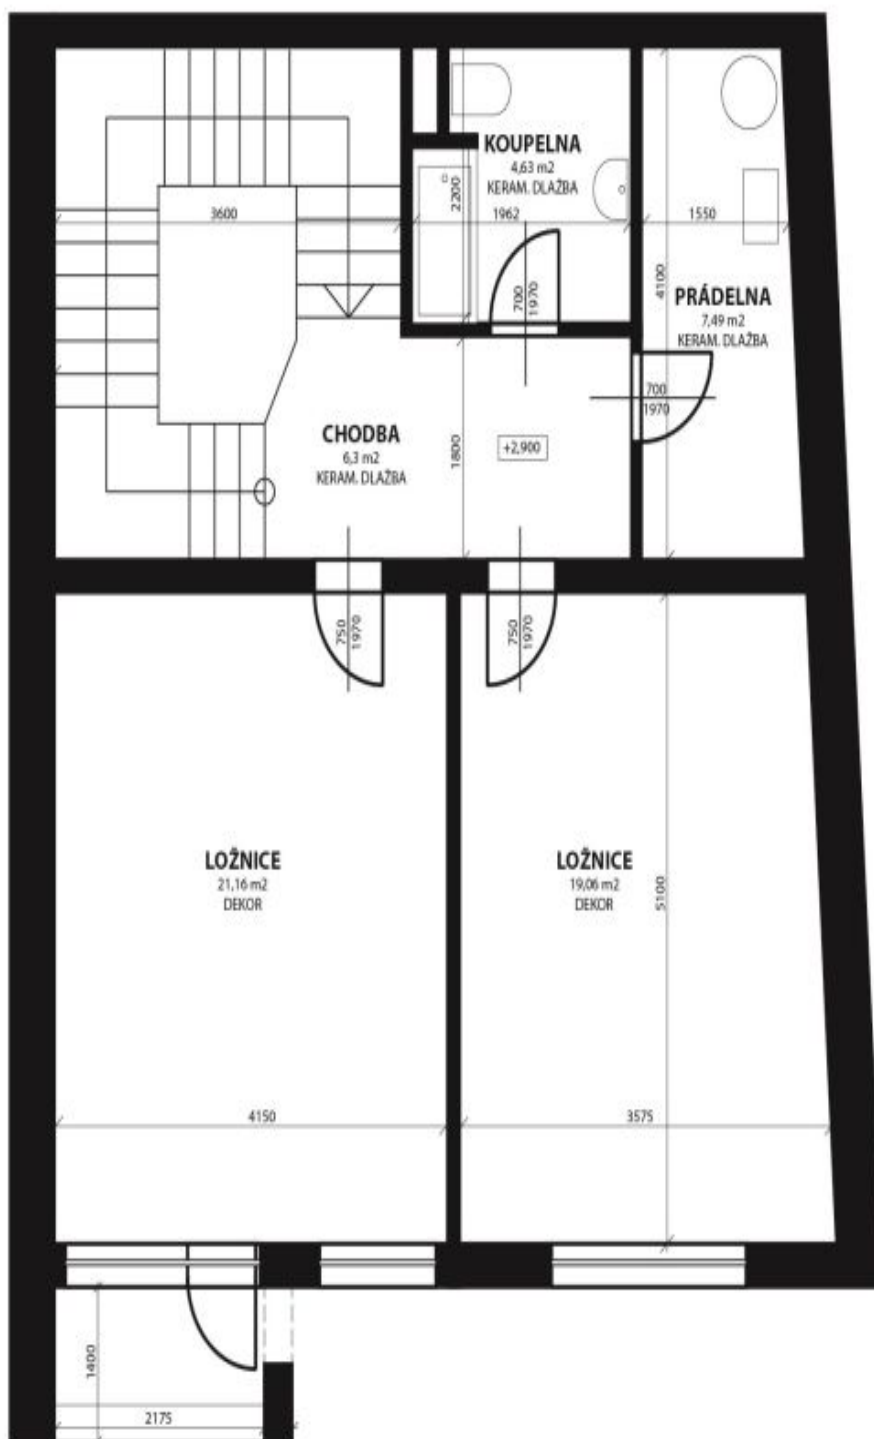 KOUPELNA
4,63 m2
KERAM. DLAŽBA
2200
3600
1962
1550
4100
PRÁDELNA
7,49 m2
KERAM. DLAŽBA
700
1970
700
1970
CHODBA
6,3 m2
KERAM. DLAŽBA
1800
+2,900
750
1970
750
1970
LOŽNICE
21,16 m2
DEKOR
LOŽNICE
19,06 m2
DEKOR
5100
4150
3575
1400
2175